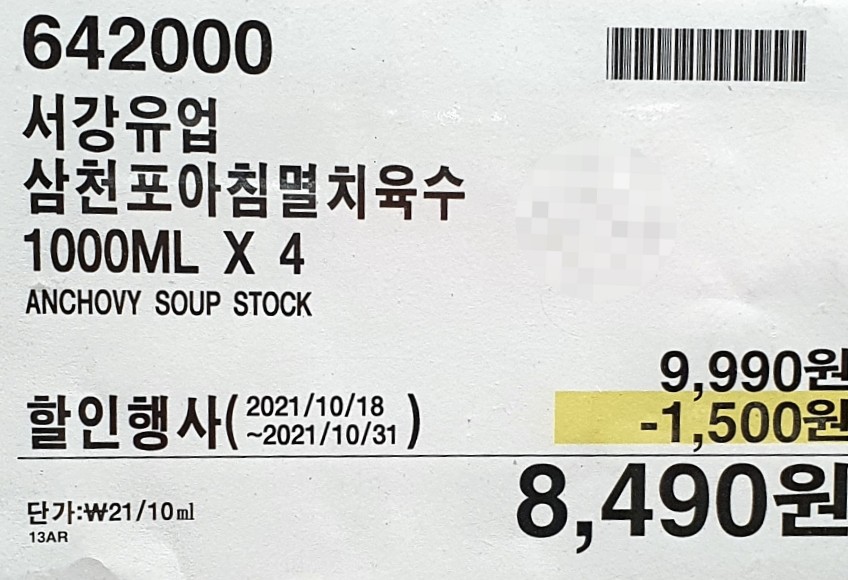 642000
서강유업
삼천포아침멸치육수
1000ML X 4
ANCHOVY SOUP STOCK
9,990원
할인행사( 2021/10/18 ~2021/10/31 ) -1,500원
8,490원
단가:₩21/10㎖
13AR